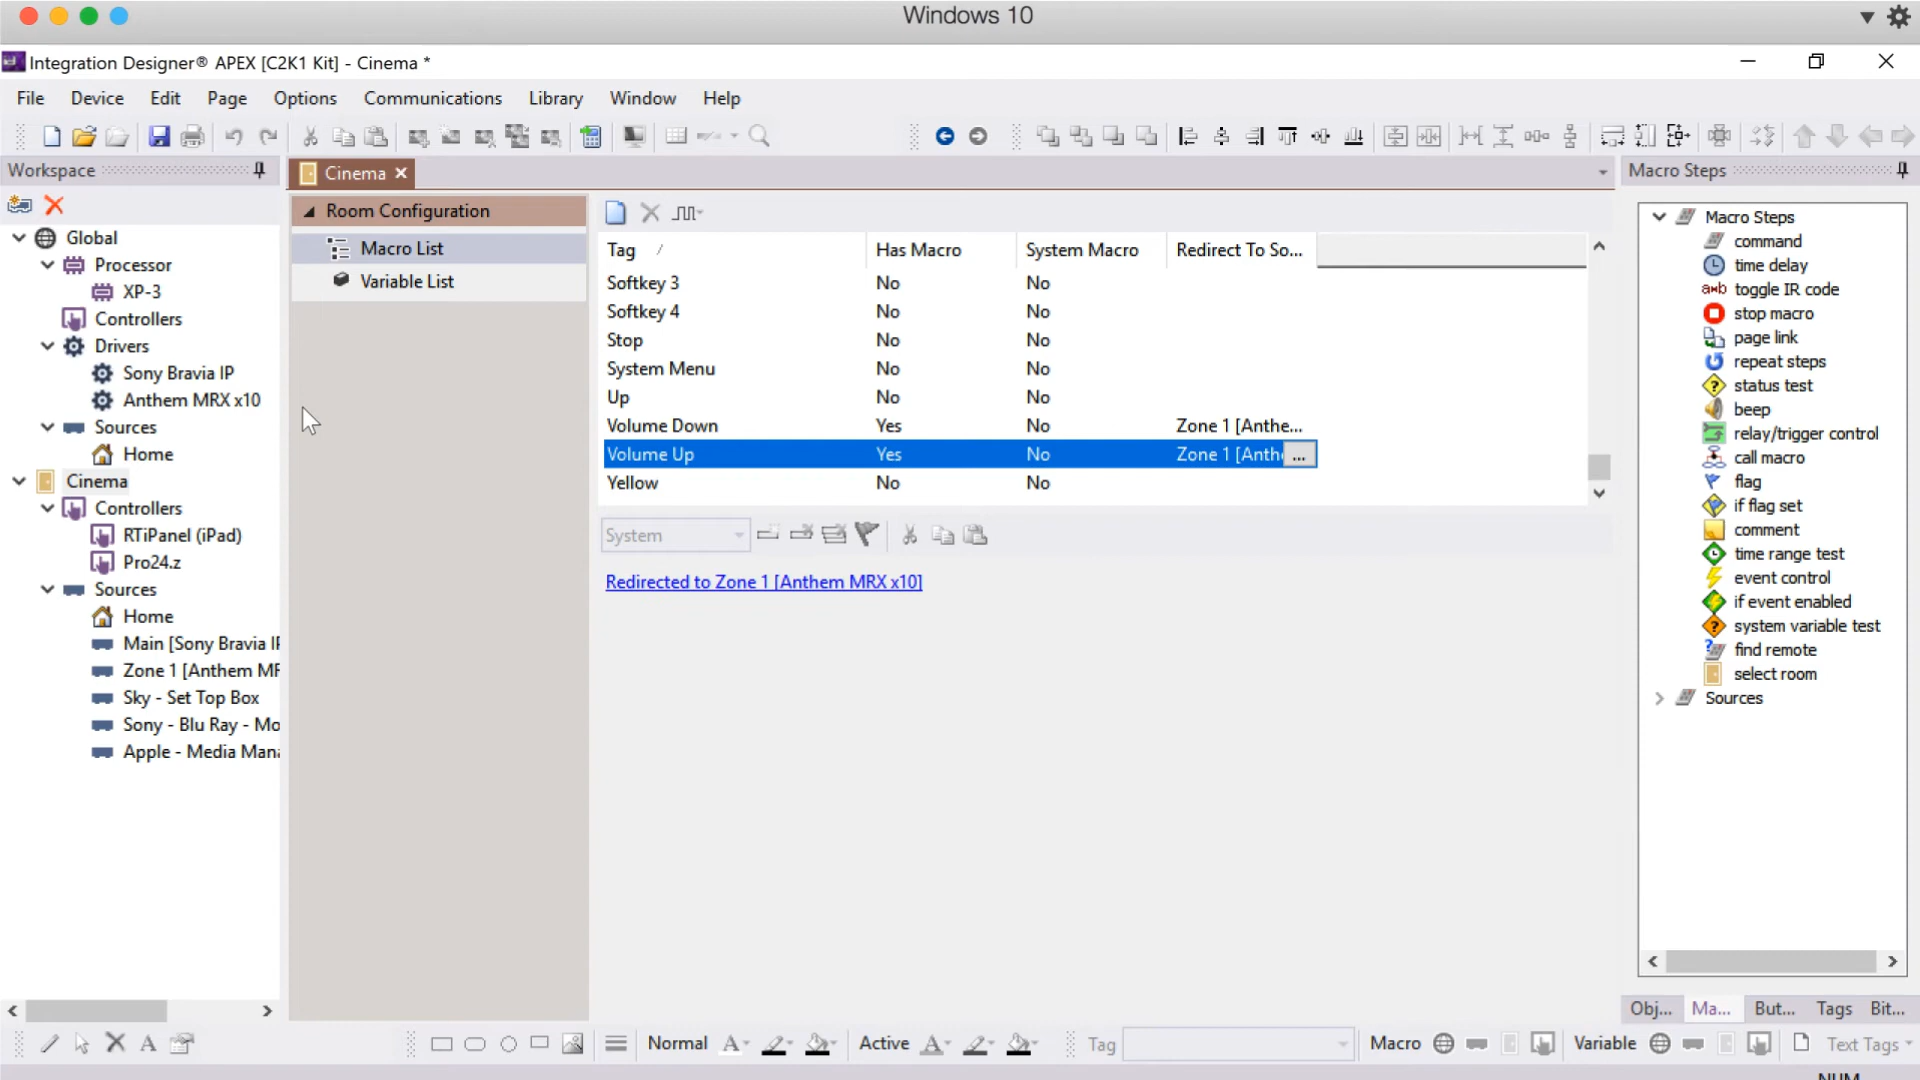 Windows 10
Integration Designer® APEX [C2K1 Kit] - Cinema *
File Device Edit Page Options Communications Library Window Help
Workspace
Cinema
Macro Steps
Room Configuration
Macro List
Variable List
Global
Processor
XP-3
Controllers
Drivers
Sony Bravia IP
Anthem MRX x10
Sources
Home
Cinema
Controllers
RTiPanel (iPad)
Pro24.z
Sources
Home
Main [Sony Bravia IP
Zone 1 [Anthem MR
Sky - Set Top Box
Sony - Blu Ray - Mo
Apple - Media Mana
Tag Has Macro System Macro Redirect To So...
Softkey 3 No No
Softkey 4 No No
Stop No No
System Menu No No
Up No No
Volume Down Yes No Zone 1 [Anthe...
Volume Up Yes No Zone 1 [Anthe ...
Yellow No No
System
Redirected to Zone 1 [Anthem MRX x10]
Macro Steps
command
time delay
a»b toggle IR code
stop macro
page link
repeat steps
status test
beep
relay/trigger control
call macro
flag
if flag set
comment
time range test
event control
if event enabled
system variable test
find remote
select room
Sources
Obj... Ma... But... Tags Bit...
Normal Active Tag Macro Variable Text Tags
NUM